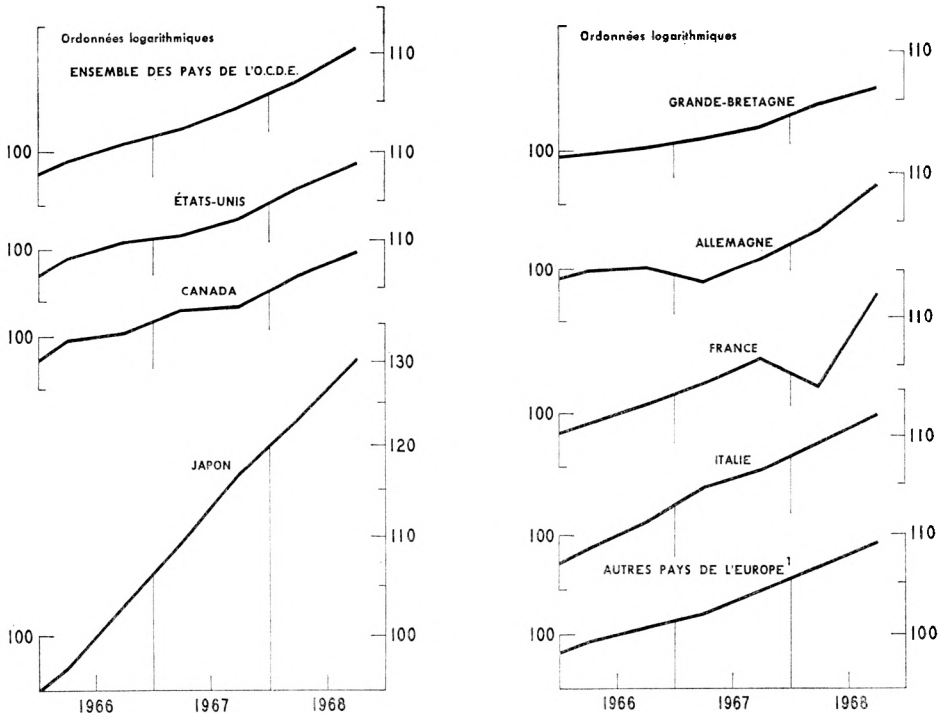 Ordonnées logarithmiques
ENSEMBLE DES PAYS DE L'O.C.D.E.
110
100
ÉTATS-UNIS
110
100
CANADA
110
100
JAPON
130
120
110
100
100
1966 1967 1968
Ordonnées logarithmiques
110
GRANDE-BRETAGNE
100
110
ALLEMAGNE
100
110
FRANCE
100
110
ITALIE
100
110
AUTRES PAYS DE L'EUROPE1
100
100
1966 1967 1968